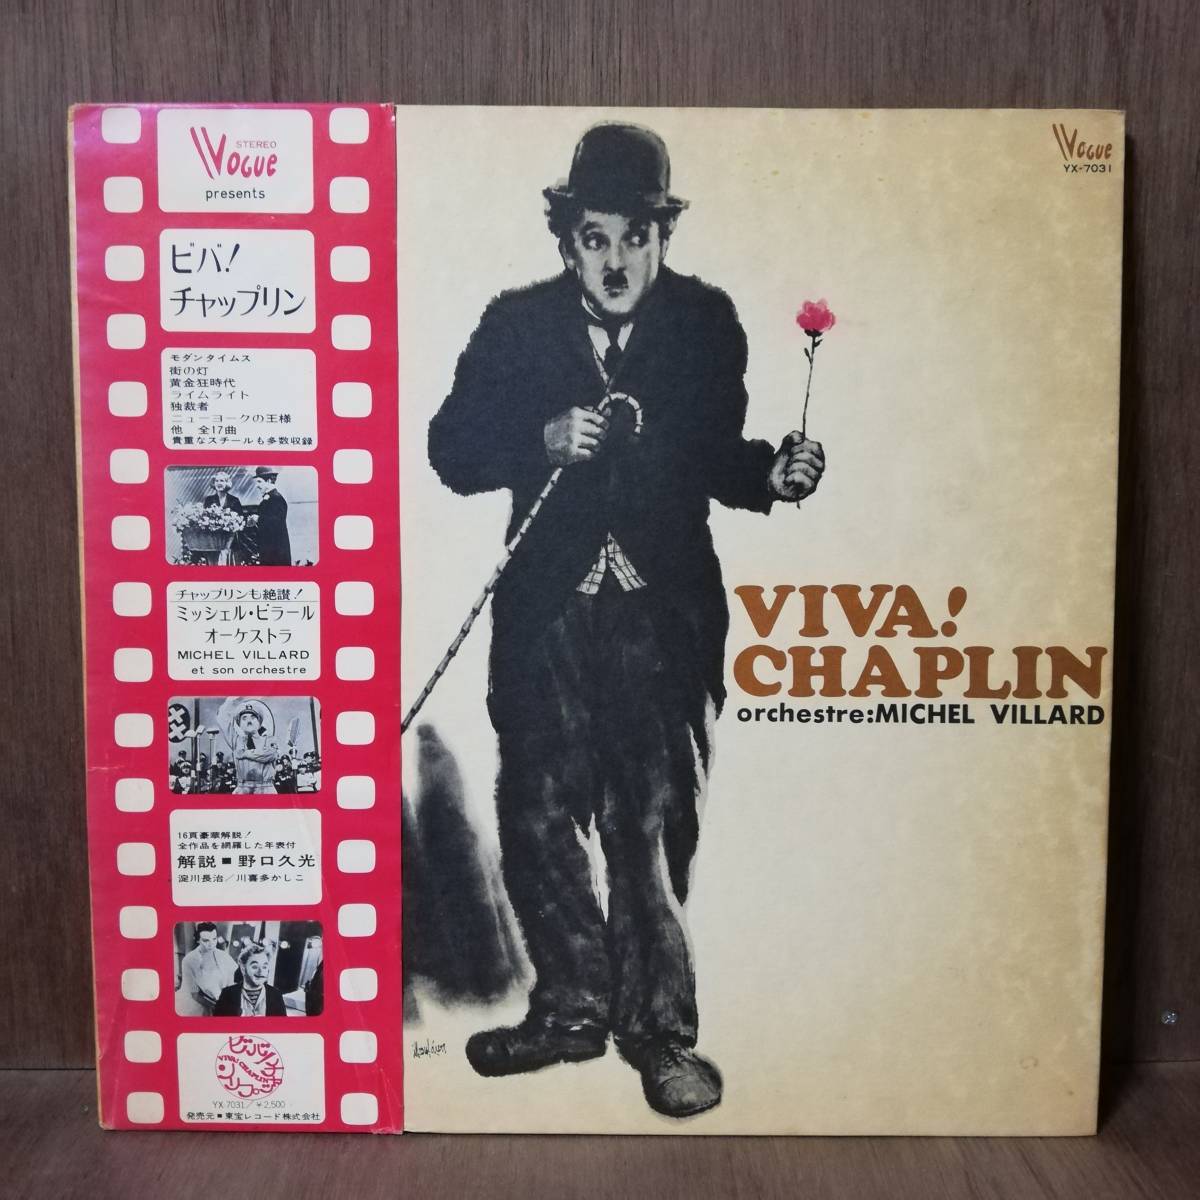 STEREO
Vogue
presents
ビバ!
チャップリン
モダンタイムス
街の灯
黄金狂時代
ライムライト
独裁者
ニューヨークの王様
他 全17曲
貴重なスチールも多数収録
チャップリンも絶讃!
ミッシェル・ビラール
オーケストラ
MICHEL VILLARD
et son orchestre
16頁豪華解説!
全作品を網羅した年表付
解説■野口久光
淀川長治/川喜多かしこ
VIVA! CHAPLIN
YX-7031/¥2,500
発売元■東宝レコード株式会社
Vogue
YX-7031
VIVA!
CHAPLIN
orchestre:MICHEL VILLARD